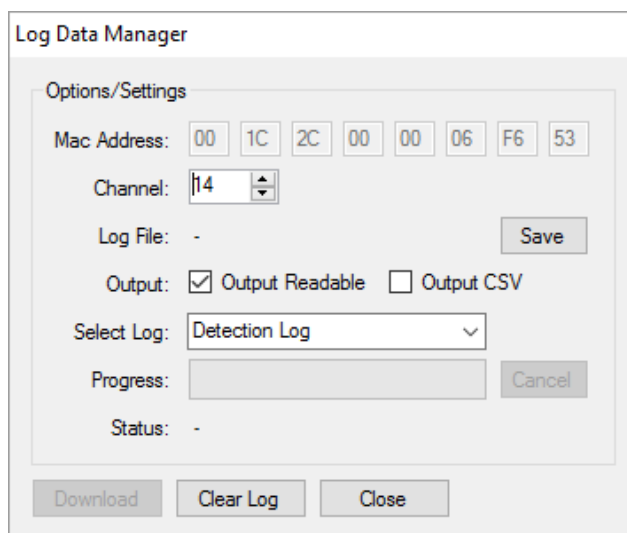 Log Data Manager
Options/Settings
Mac Address: 00 1C 2C 00 00 06 F6 53
Channel: 14
Log File: - Save
Output: Output Readable Output CSV
Select Log: Detection Log
Progress: Cancel
Status: -
Download Clear Log Close